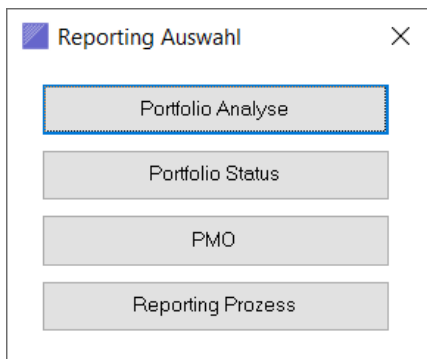 Reporting Auswahl
Portfolio Analyse
Portfolio Status
PMO
Reporting Prozess